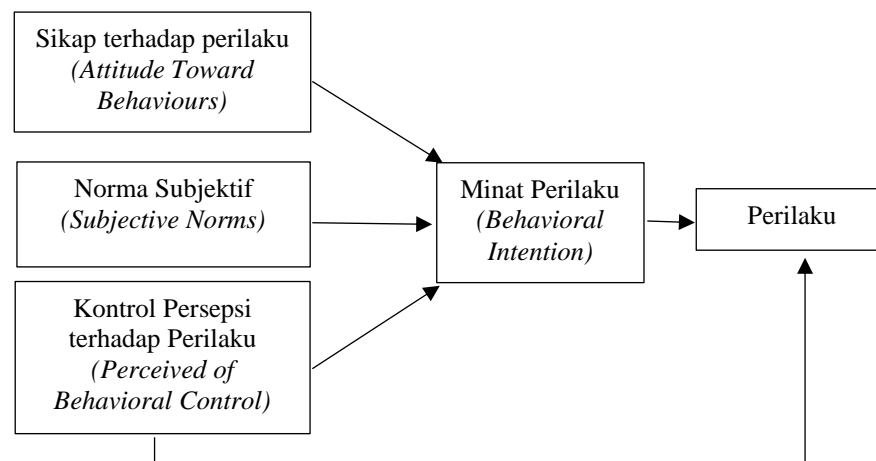 Sikap terhadap perilaku
(Attitude Toward
Behaviours)
Norma Subjektif
(Subjective Norms)
Kontrol Persepsi
terhadap Perilaku
(Perceived of
Behavioral Control)
Minat Perilaku
(Behavioral
Intention)
Perilaku